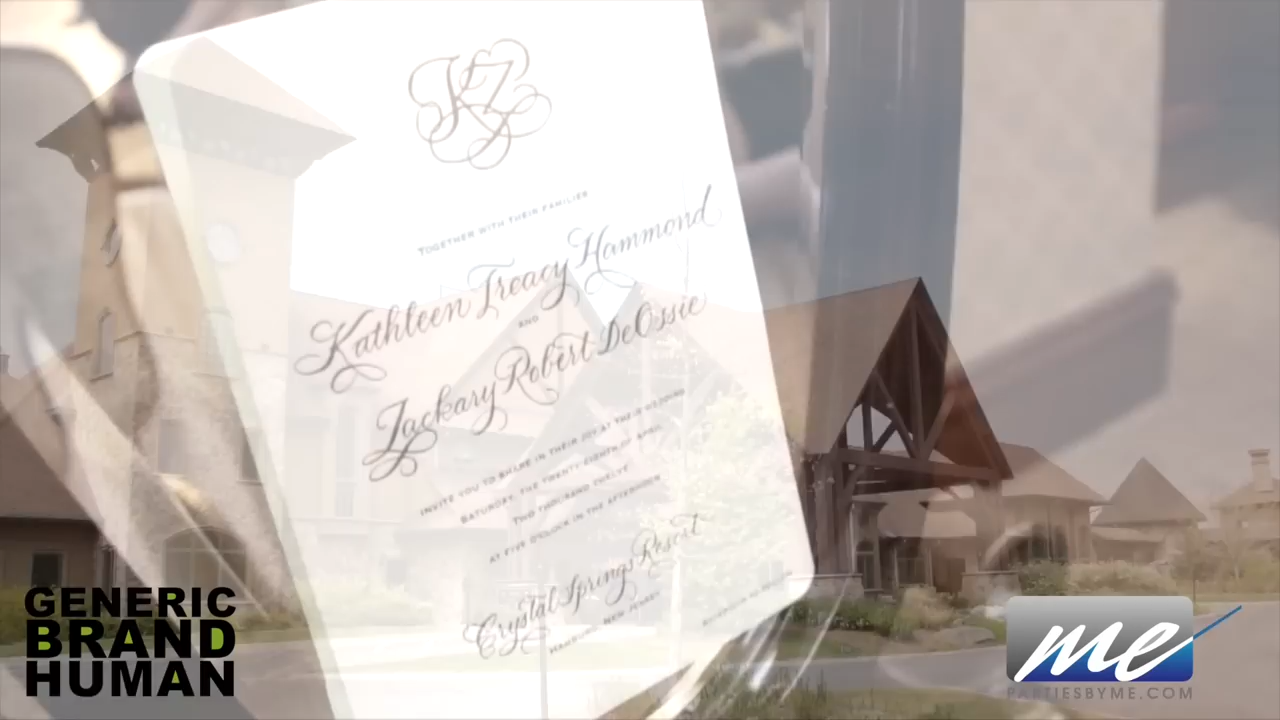 KZ
TOGETHER WITH THEIR FAMILIES
Kathleen Treacy Hammond
AND
Jackary Robert DeOssie
INVITE YOU TO SHARE IN THEIR JOY AT THEIR WEDDING
SATURDAY, THE TWENTY-EIGHTH OF APRIL
TWO THOUSAND TWELVE
AT FIVE O'CLOCK IN THE AFTERNOON
Crystal Springs Resort
HAMBURG, NEW JERSEY
GENERIC
BRAND
HUMAN
me
PARTIESBYME.COM